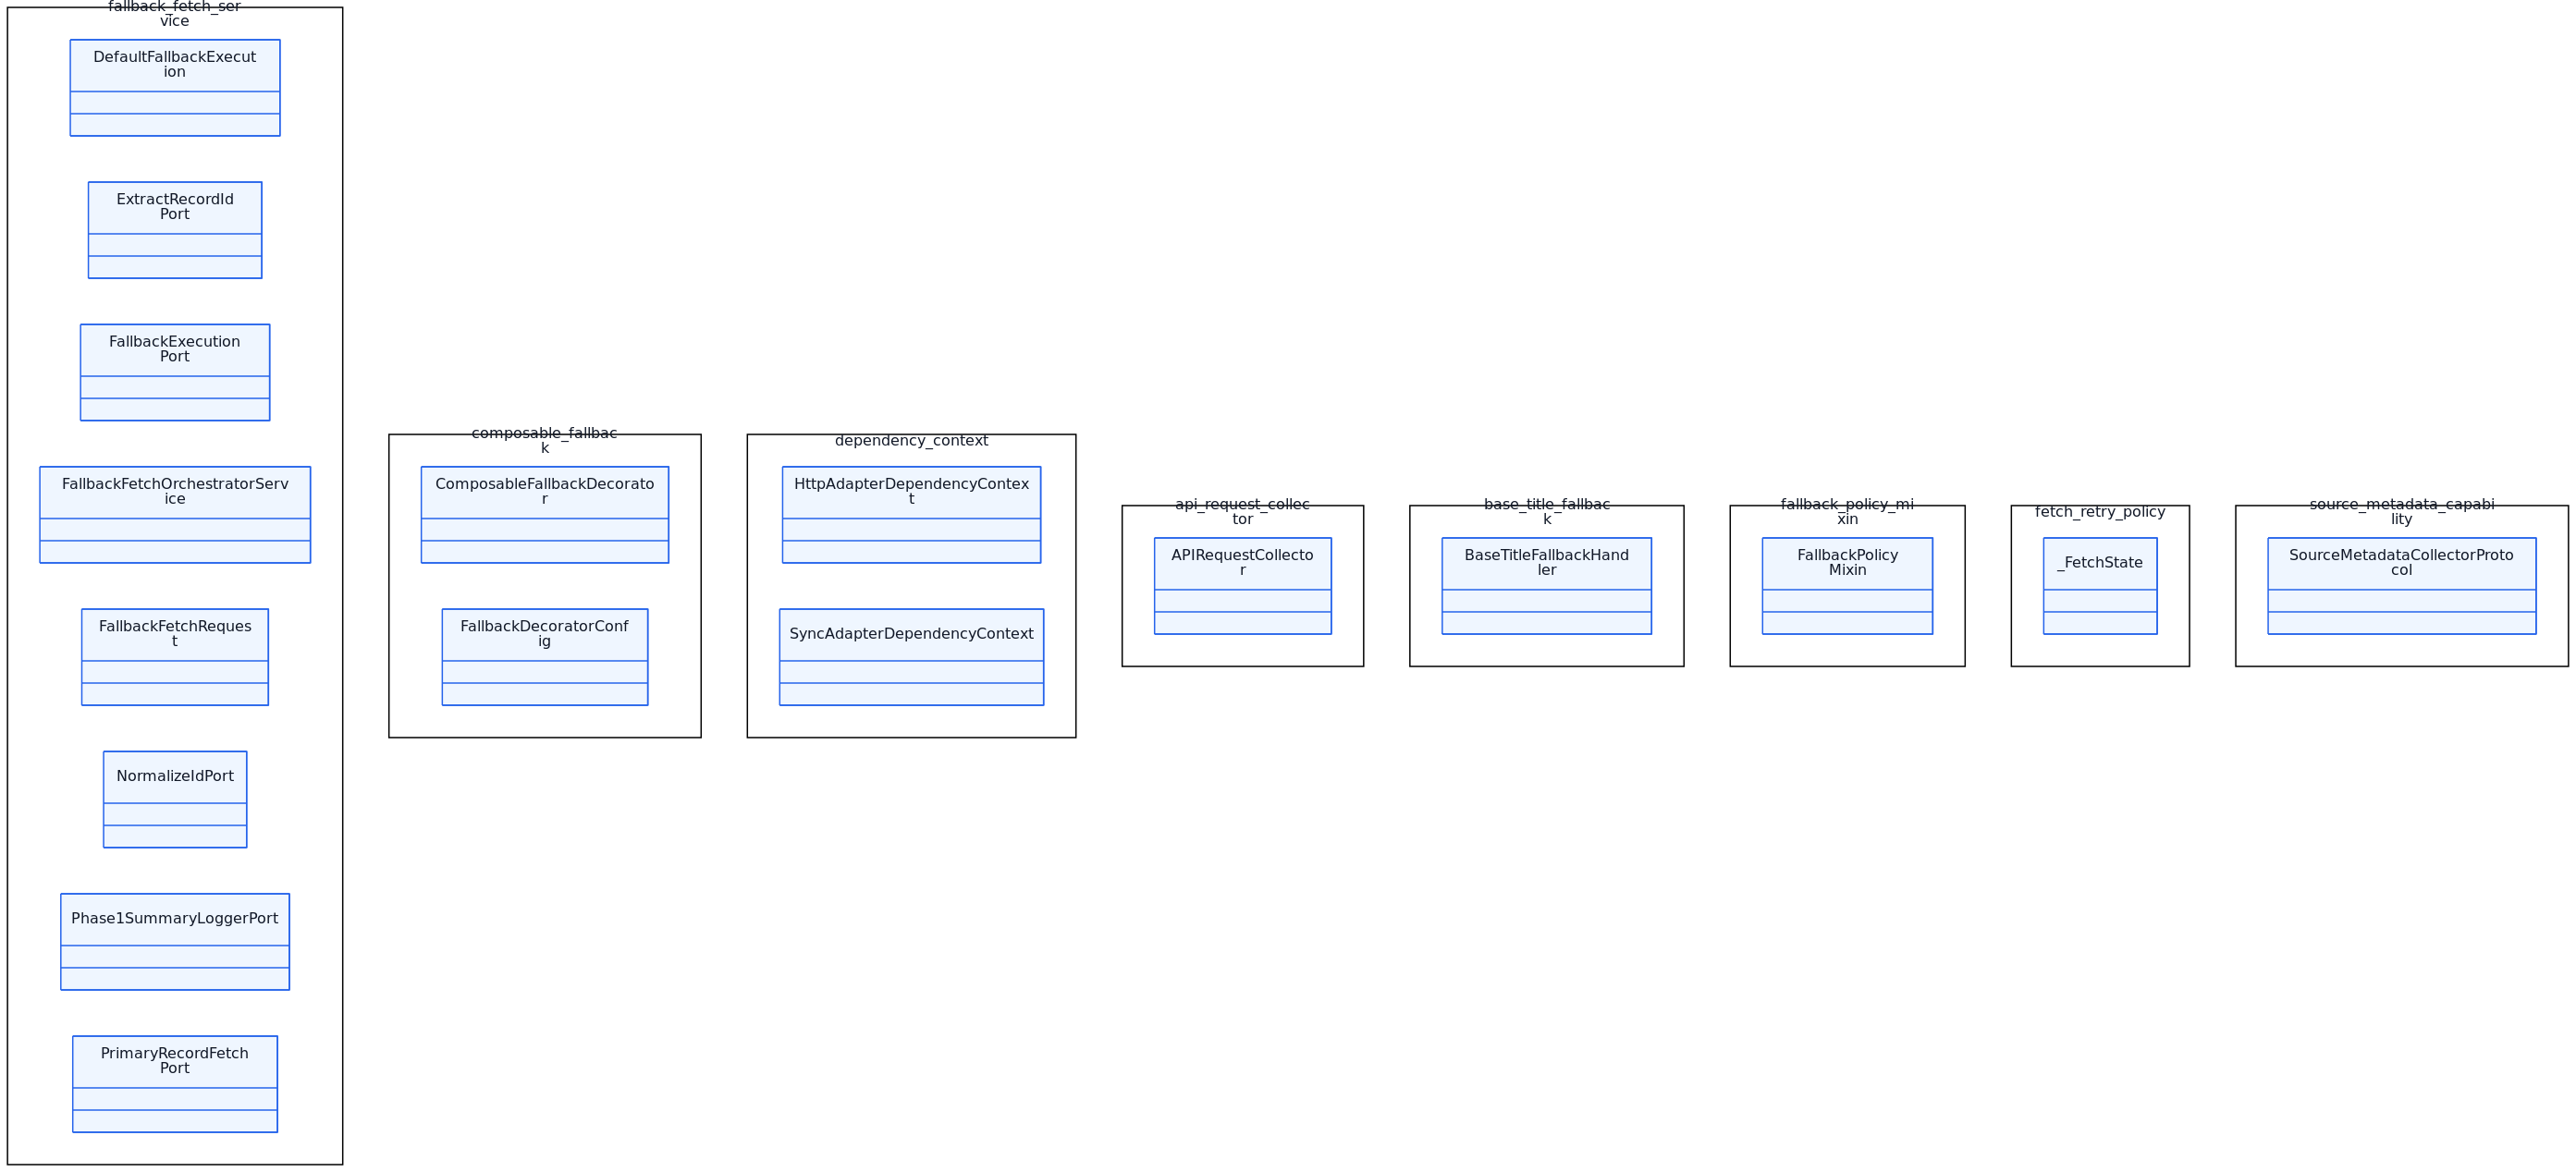 fallback_fetch_ser
vice
DefaultFallbackExecut
ion
ExtractRecordId
Port
FallbackExecution
Port
FallbackFetchOrchestratorServ
ice
FallbackFetchReques
t
NormalizeIdPort
Phase1SummaryLoggerPort
PrimaryRecordFetch
Port
composable_fallbac
k
ComposableFallbackDecorato
r
FallbackDecoratorConf
ig
dependency_context
HttpAdapterDependencyContex
t
SyncAdapterDependencyContext
api_request_collec
tor
APIRequestCollecto
r
base_title_fallbac
k
BaseTitleFallbackHand
ler
fallback_policy_mi
xin
FallbackPolicy
Mixin
fetch_retry_policy
_FetchState
source_metadata_capabi
lity
SourceMetadataCollectorProto
col